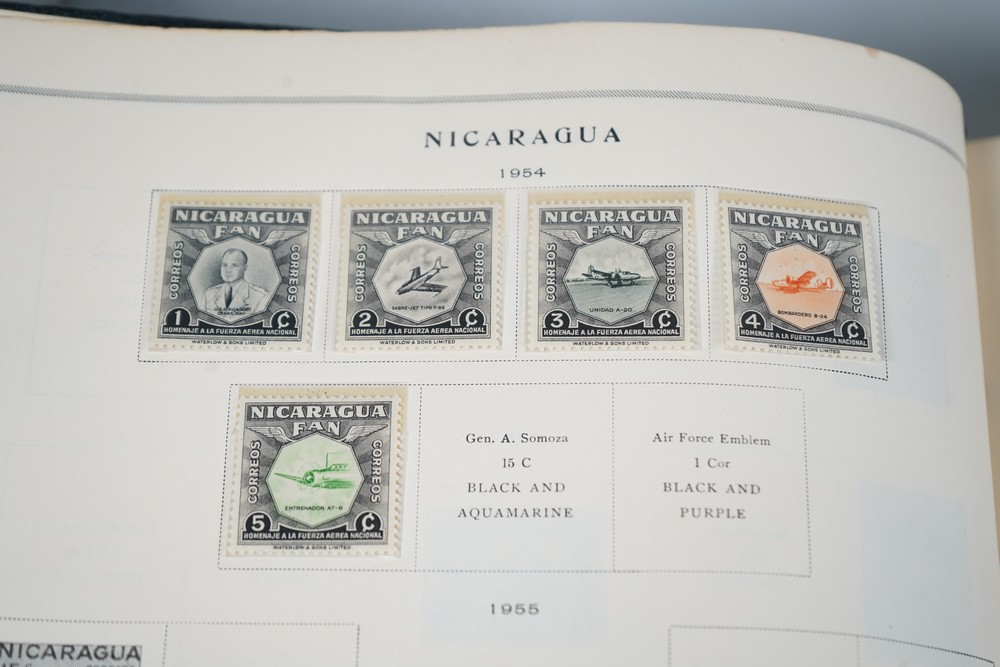 NICARAGUA
1954
NICARAGUA
FAN
CORREOS
CORREOS
1 ₵
HOMENAJE A LA FUERZA AEREA NACIONAL
WATERLOW & SONS LIMITED
NICARAGUA
FAN
CORREOS
CORREOS
SABRE-JET TIPO F-86
2 ₵
HOMENAJE A LA FUERZA AEREA NACIONAL
WATERLOW & SONS LIMITED
NICARAGUA
FAN
CORREOS
CORREOS
UNIDAD A-20
3 ₵
HOMENAJE A LA FUERZA AEREA NACIONAL
WATERLOW & SONS LIMITED
NICARAGUA
FAN
CORREOS
CORREOS
BOMBARDERO B-24
4 ₵
HOMENAJE A LA FUERZA AEREA NACIONAL
WATERLOW & SONS LIMITED
NICARAGUA
FAN
CORREOS
CORREOS
ENTRENADOR AT-6
5 ₵
HOMENAJE A LA FUERZA AEREA NACIONAL
WATERLOW & SONS LIMITED
Gen. A. Somoza
15 C
BLACK AND
AQUAMARINE
Air Force Emblem
1 Cor
BLACK AND
PURPLE
1955
NICARAGUA